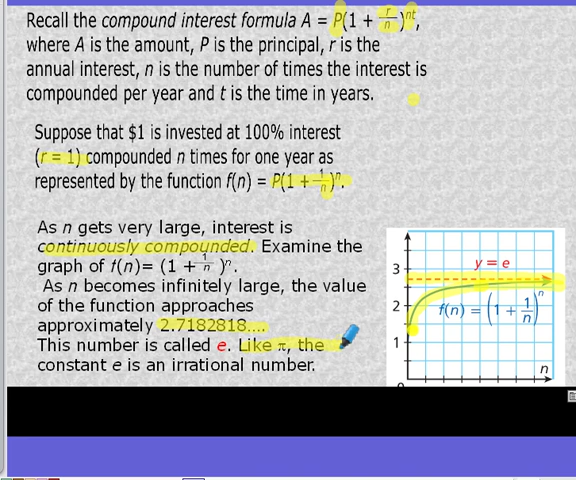 Recall the compound interest formula A = P(1 + r/n)^nt,
where A is the amount, P is the principal, r is the
annual interest, n is the number of times the interest is
compounded per year and t is the time in years.
Suppose that $1 is invested at 100% interest
(r = 1) compounded n times for one year as
represented by the function f(n) = P(1 + 1/n)^n.
As n gets very large, interest is
continuously compounded. Examine the
graph of f(n)= (1 + 1/n )^n.
As n becomes infinitely large, the value
of the function approaches
approximately 2.7182818....
This number is called e. Like π, the
constant e is an irrational number.
3
2
1
0
y = e
f(n) = (1 + 1/n)^n
n